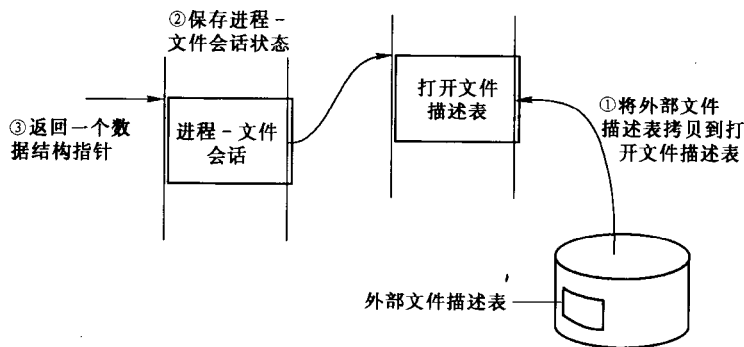 ②保存进程－
文件会话状态
③返回一个数
据结构指针
进程－文件
会话
打开文件
描述表
①将外部文件
描述表拷贝到打
开文件描述表
外部文件描述表